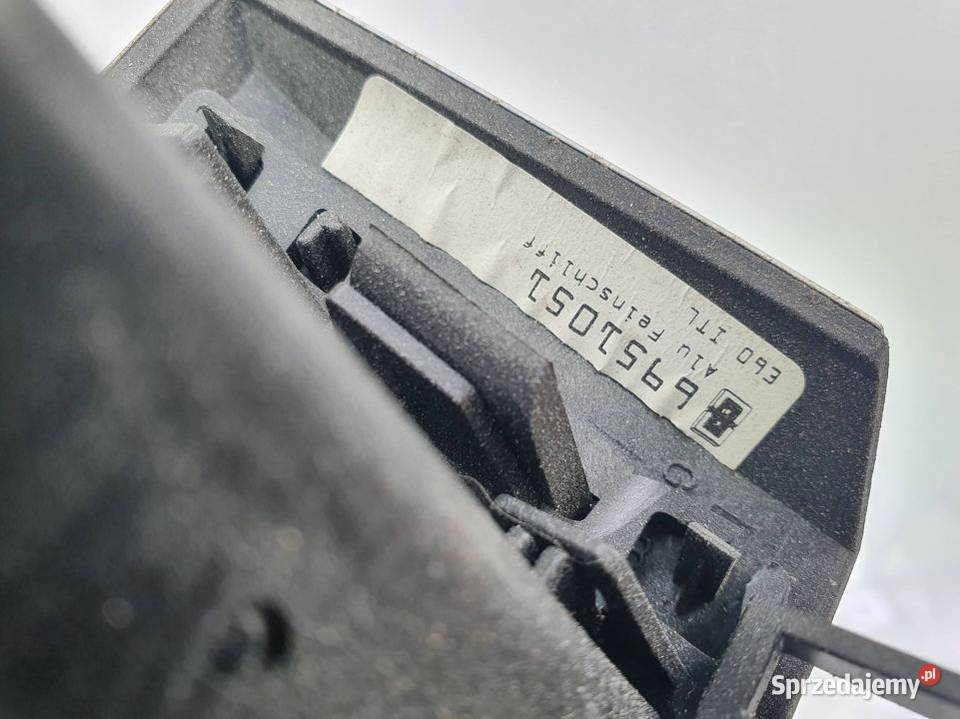 6951051
Alu Feinschliff
E60 ITL
Sprzedajemy.pl